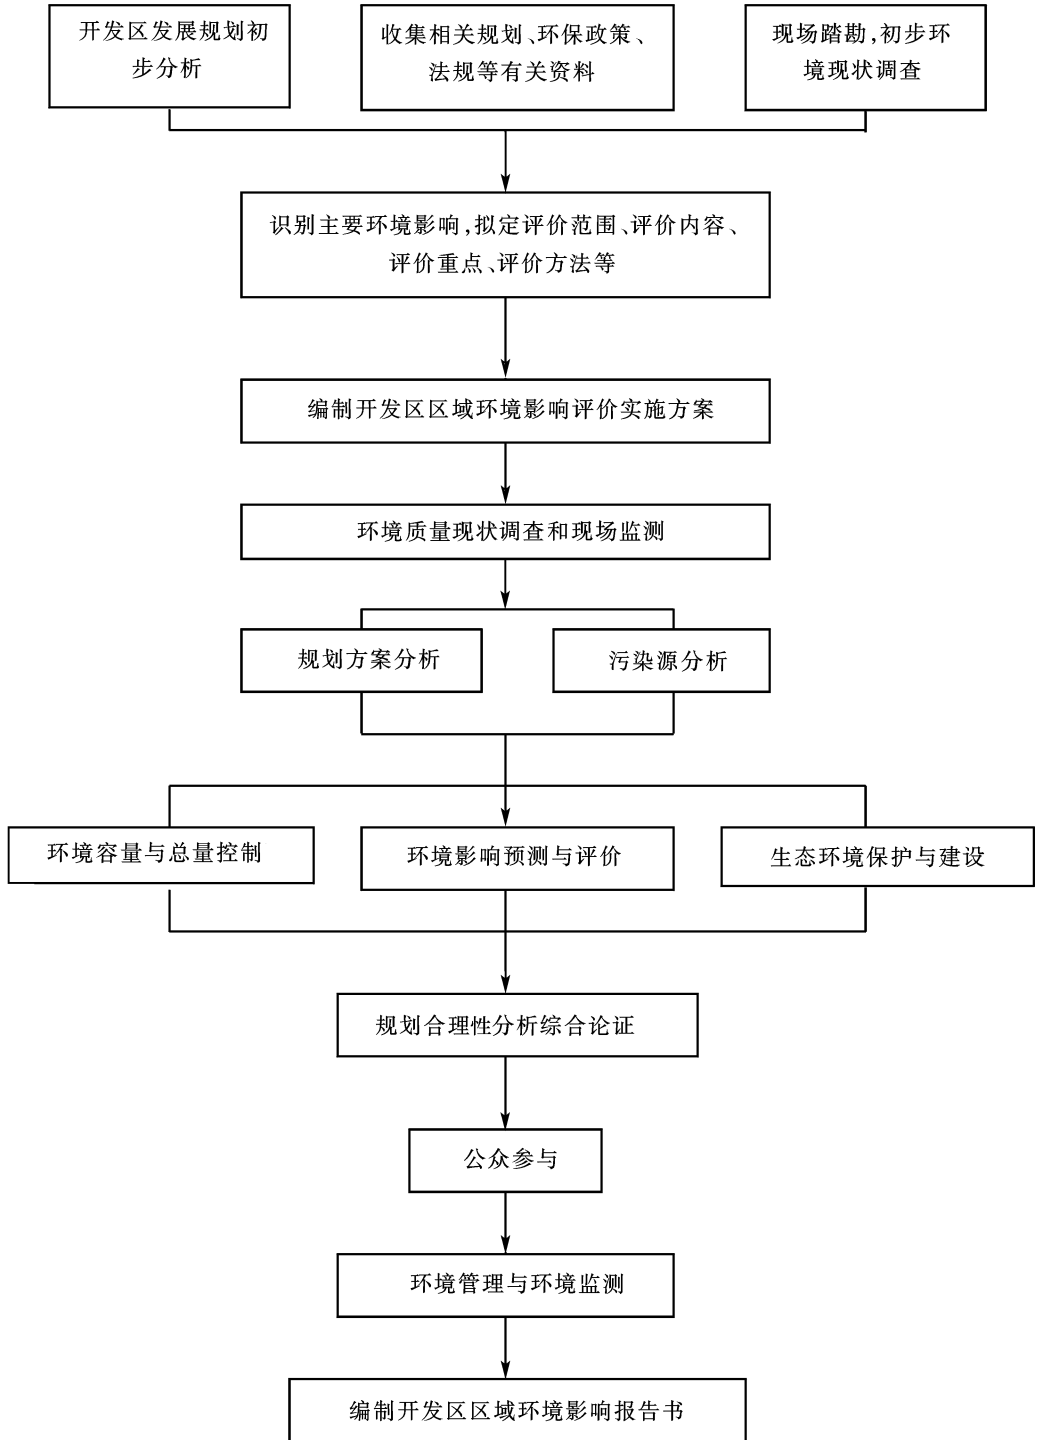 开发区发展规划初
步分析
收集相关规划、环保政策、
法规等有关资料
现场踏勘,初步环
境现状调查
识别主要环境影响,拟定评价范围、评价内容、
评价重点、评价方法等
编制开发区区域环境影响评价实施方案
环境质量现状调查和现场监测
规划方案分析
污染源分析
环境容量与总量控制
环境影响预测与评价
生态环境保护与建设
规划合理性分析综合论证
公众参与
环境管理与环境监测
编制开发区区域环境影响报告书